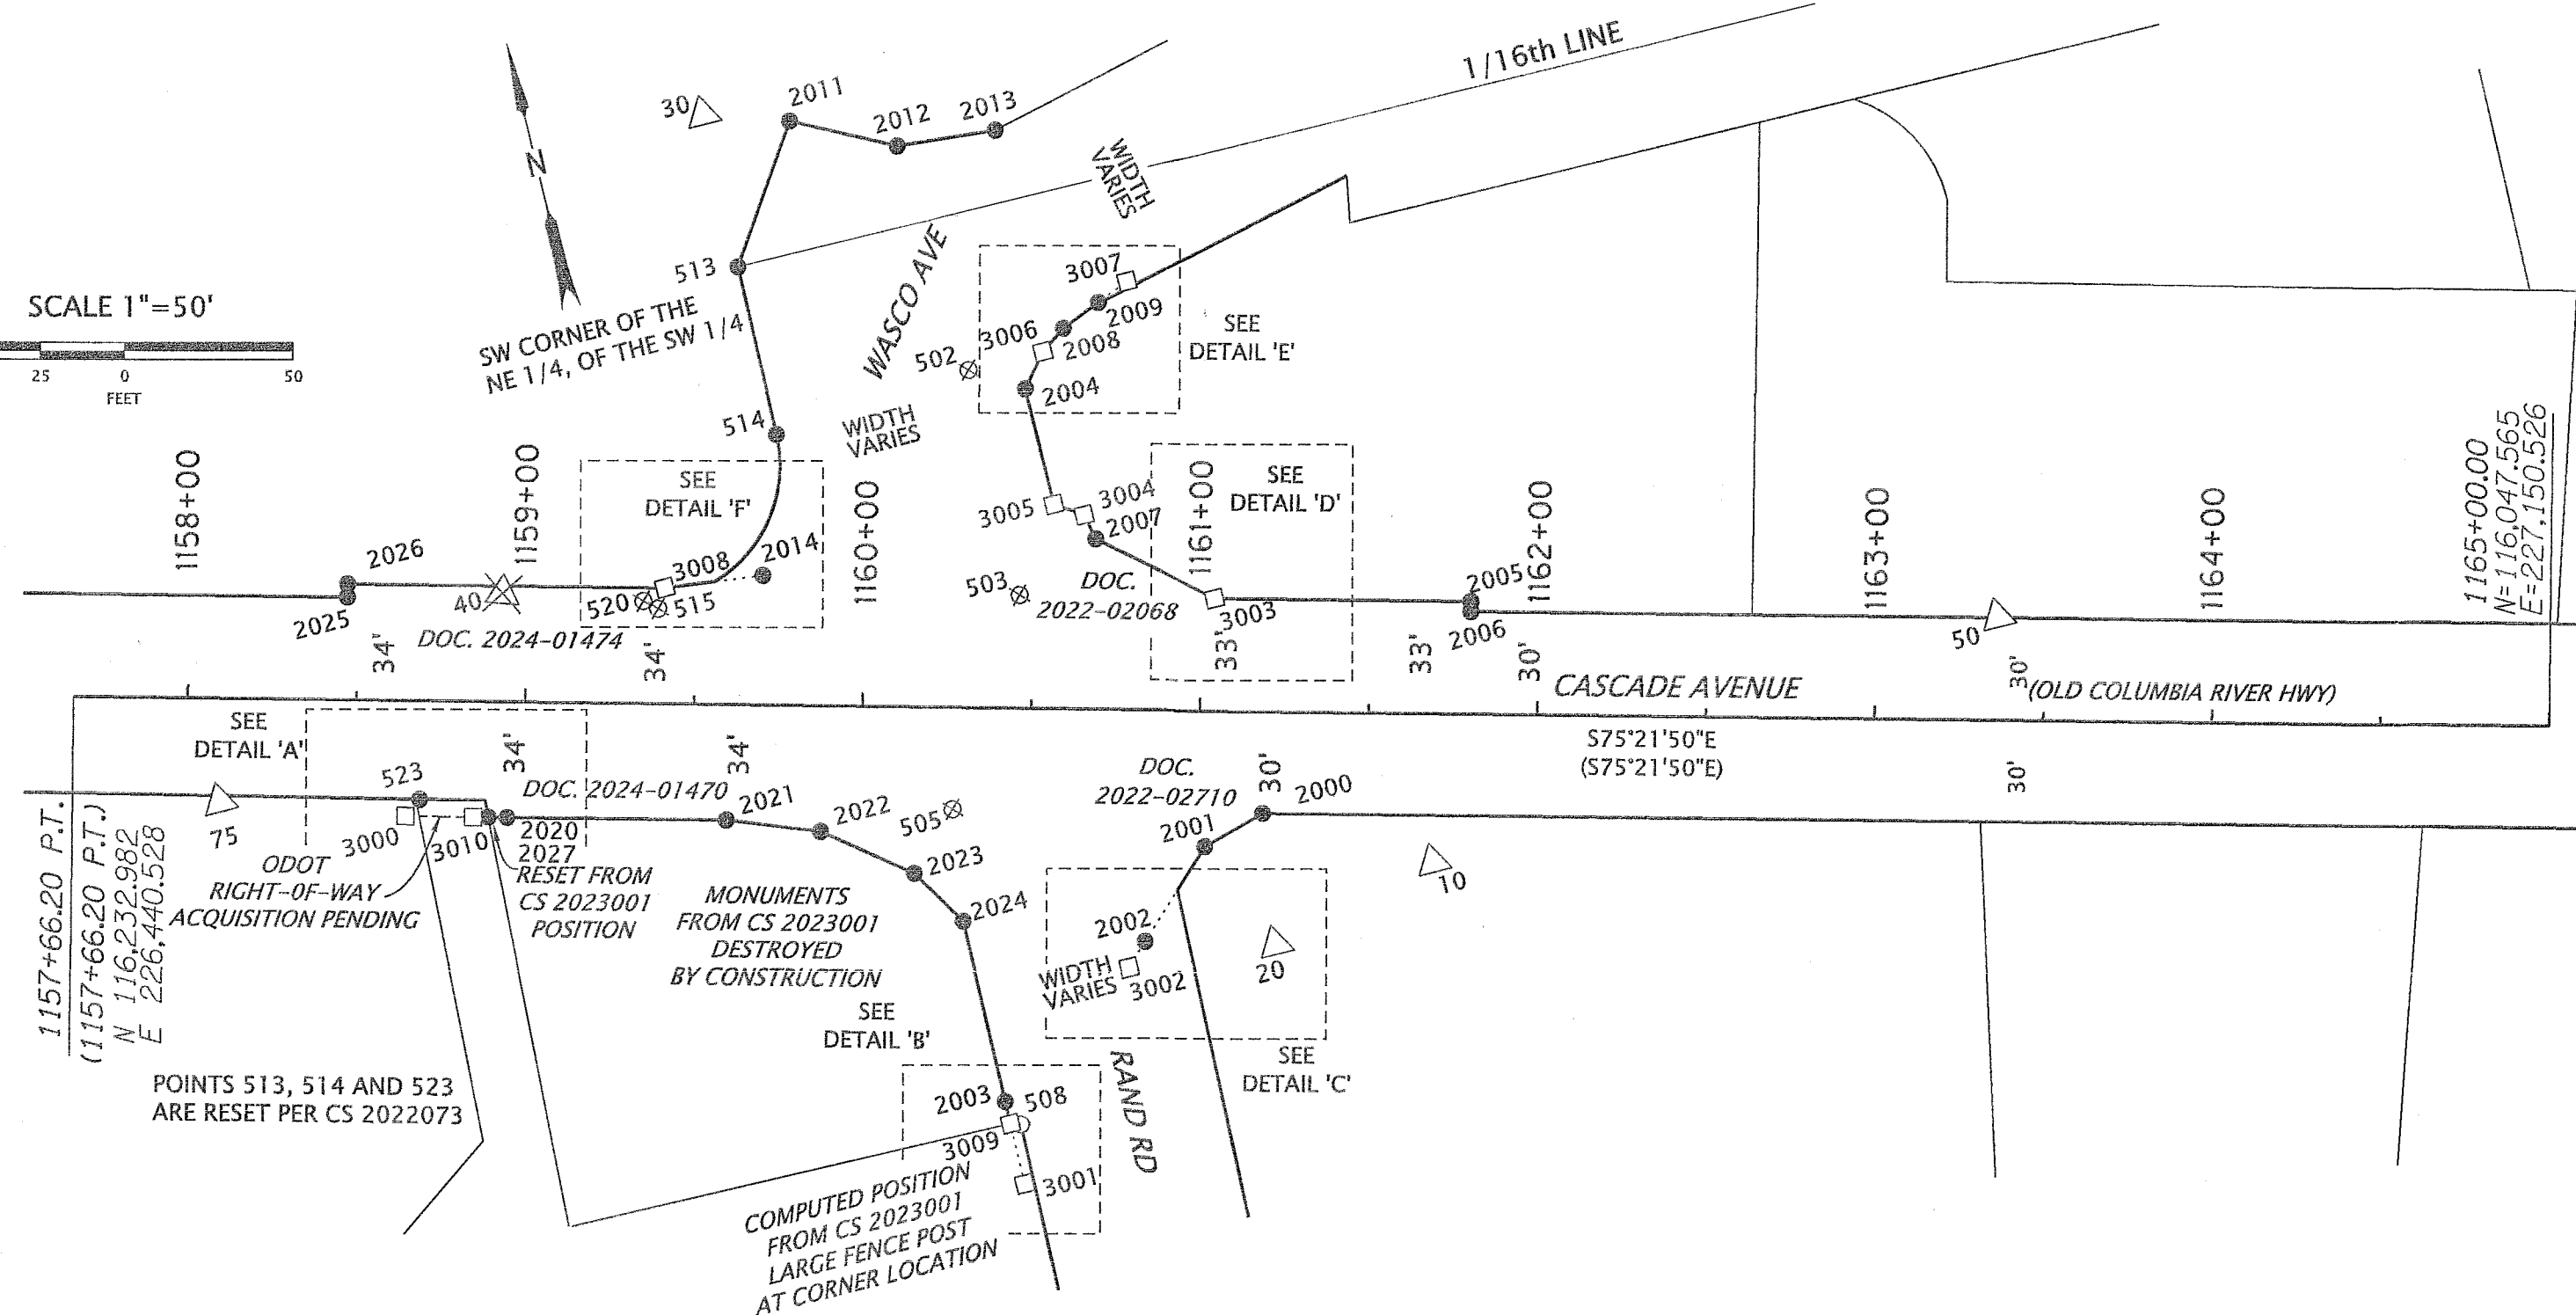 1/16th LINE
30
2011
2012
2013
N
WIDTH
VARIES
513
SCALE 1"=50'
25 0 50
FEET
SW CORNER OF THE
NE 1/4, OF THE SW 1/4
WASCO AVE
3007
2009
3006
2008
502
2004
SEE
DETAIL 'E'
514
WIDTH
VARIES
1158+00
1159+00
1160+00
1161+00
1162+00
1163+00
1164+00
1165+00.00
N=116,047.565
E=227,150.526
SEE
DETAIL 'F'
SEE
DETAIL 'D'
3005
3004
2007
2026
2025
40
3008
2014
520
515
503
DOC.
2022-02068
3003
2005
2006
50
34'
DOC. 2024-01474
34'
33'
33'
30'
30'
CASCADE AVENUE
(OLD COLUMBIA RIVER HWY)
S75°21'50"E
(S75°21'50"E)
SEE
DETAIL 'A'
523
34'
34'
DOC. 2024-01470
2021
2022
505
DOC.
2022-02710
30'
2000
30'
2001
75
3000
3010
2020
2027
2023
ODOT
RIGHT-OF-WAY
ACQUISITION PENDING
RESET FROM
CS 2023001
POSITION
MONUMENTS
FROM CS 2023001
DESTROYED
BY CONSTRUCTION
2024
10
2002
WIDTH
VARIES
3002
20
1157+66.20 P.T.
(1157+66.20 P.T.)
N 116,232.982
E 226,440.528
SEE
DETAIL 'B'
SEE
DETAIL 'C'
POINTS 513, 514 AND 523
ARE RESET PER CS 2022073
2003
508
3009
3001
RAND RD
COMPUTED POSITION
FROM CS 2023001
LARGE FENCE POST
AT CORNER LOCATION